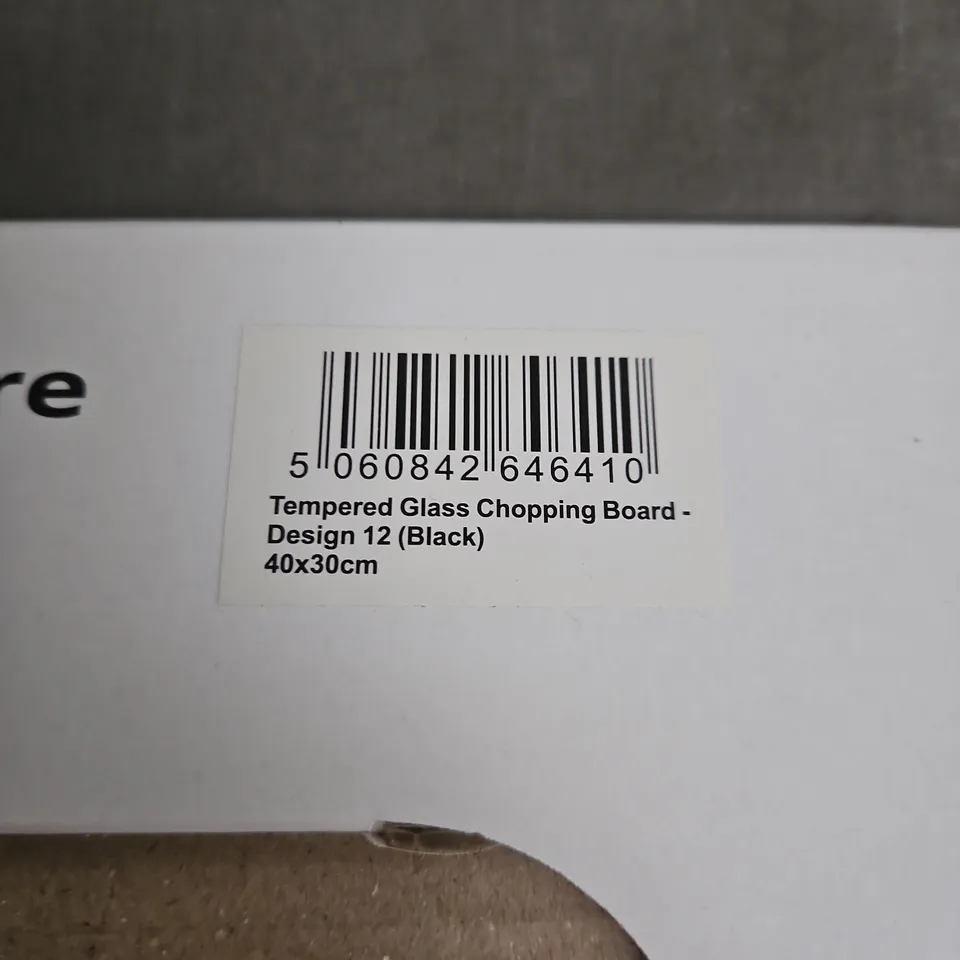 re
5 060842 646410
Tempered Glass Chopping Board -
Design 12 (Black)
40x30cm